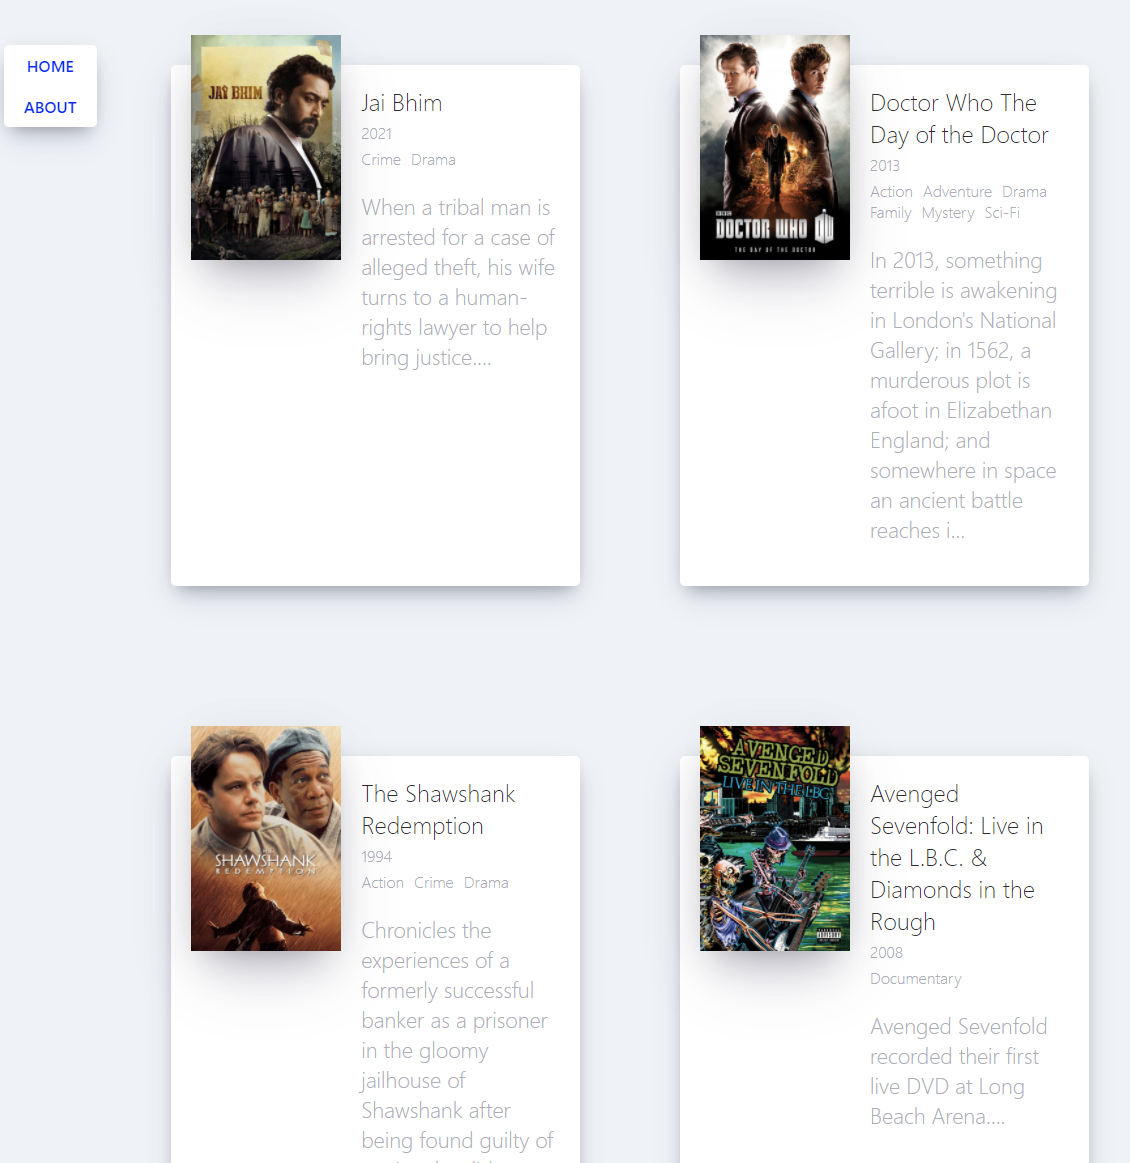 HOME
ABOUT
JAI BHIM
Jai Bhim
2021
Crime Drama
When a tribal man is
arrested for a case of
alleged theft, his wife
turns to a human-
rights lawyer to help
bring justice....
BBC
DOCTOR WHO
THE DAY OF THE DOCTOR
Doctor Who The
Day of the Doctor
2013
Action Adventure Drama
Family Mystery Sci-Fi
In 2013, something
terrible is awakening
in London's National
Gallery; in 1562, a
murderous plot is
afoot in Elizabethan
England; and
somewhere in space
an ancient battle
reaches i...
THE
SHAWSHANK
REDEMPTION
The Shawshank
Redemption
1994
Action Crime Drama
Chronicles the
experiences of a
formerly successful
banker as a prisoner
in the gloomy
jailhouse of
Shawshank after
being found guilty of
AVENGED
SEVENFOLD
LIVE IN THE LBC
Avenged
Sevenfold: Live in
the L.B.C. &
Diamonds in the
Rough
2008
Documentary
Avenged Sevenfold
recorded their first
live DVD at Long
Beach Arena....